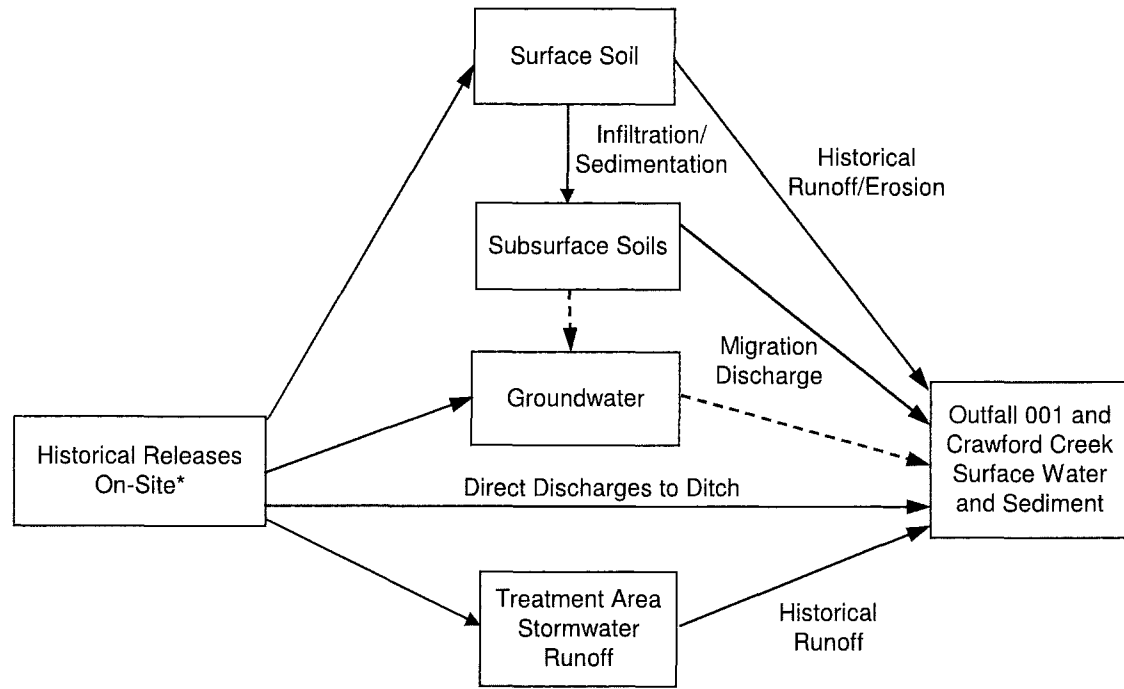 Surface Soil
Infiltration/
Sedimentation
Historical
Runoff/Erosion
Subsurface Soils
Migration
Discharge
Groundwater
Historical Releases
On-Site*
Outfall 001 and
Crawford Creek
Surface Water
and Sediment
Direct Discharges to Ditch
Treatment Area
Stormwater
Runoff
Historical
Runoff